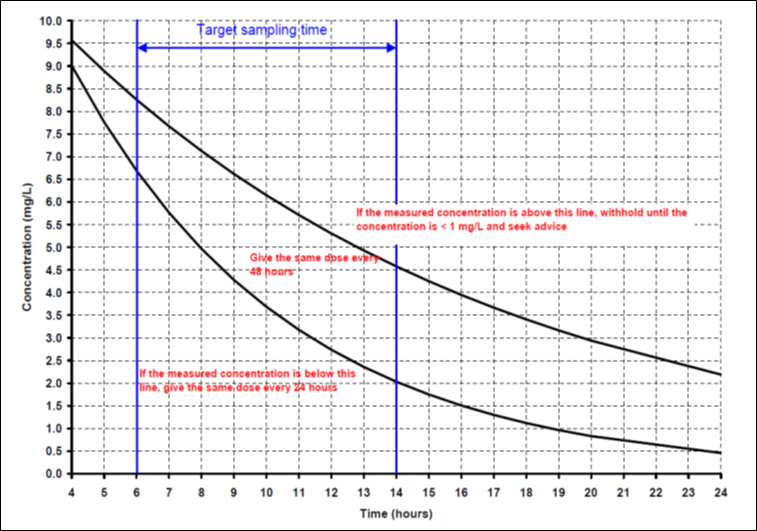 Target sampling time
10.0
9.5
9.0
8.5
8.0
7.5
7.0
6.5
6.0
5.5
5.0
4.5
4.0
3.5
3.0
2.5
2.0
1.5
1.0
0.5
0.0
Concentration (mg/L)
If the measured concentration is above this line, withhold until the
concentration is < 1 mg/L and seek advice
Give the same dose every
48 hours
If the measured concentration is below this
line, give the same dose every 24 hours
4 5 6 7 8 9 10 11 12 13 14 15 16 17 18 19 20 21 22 23 24
Time (hours)